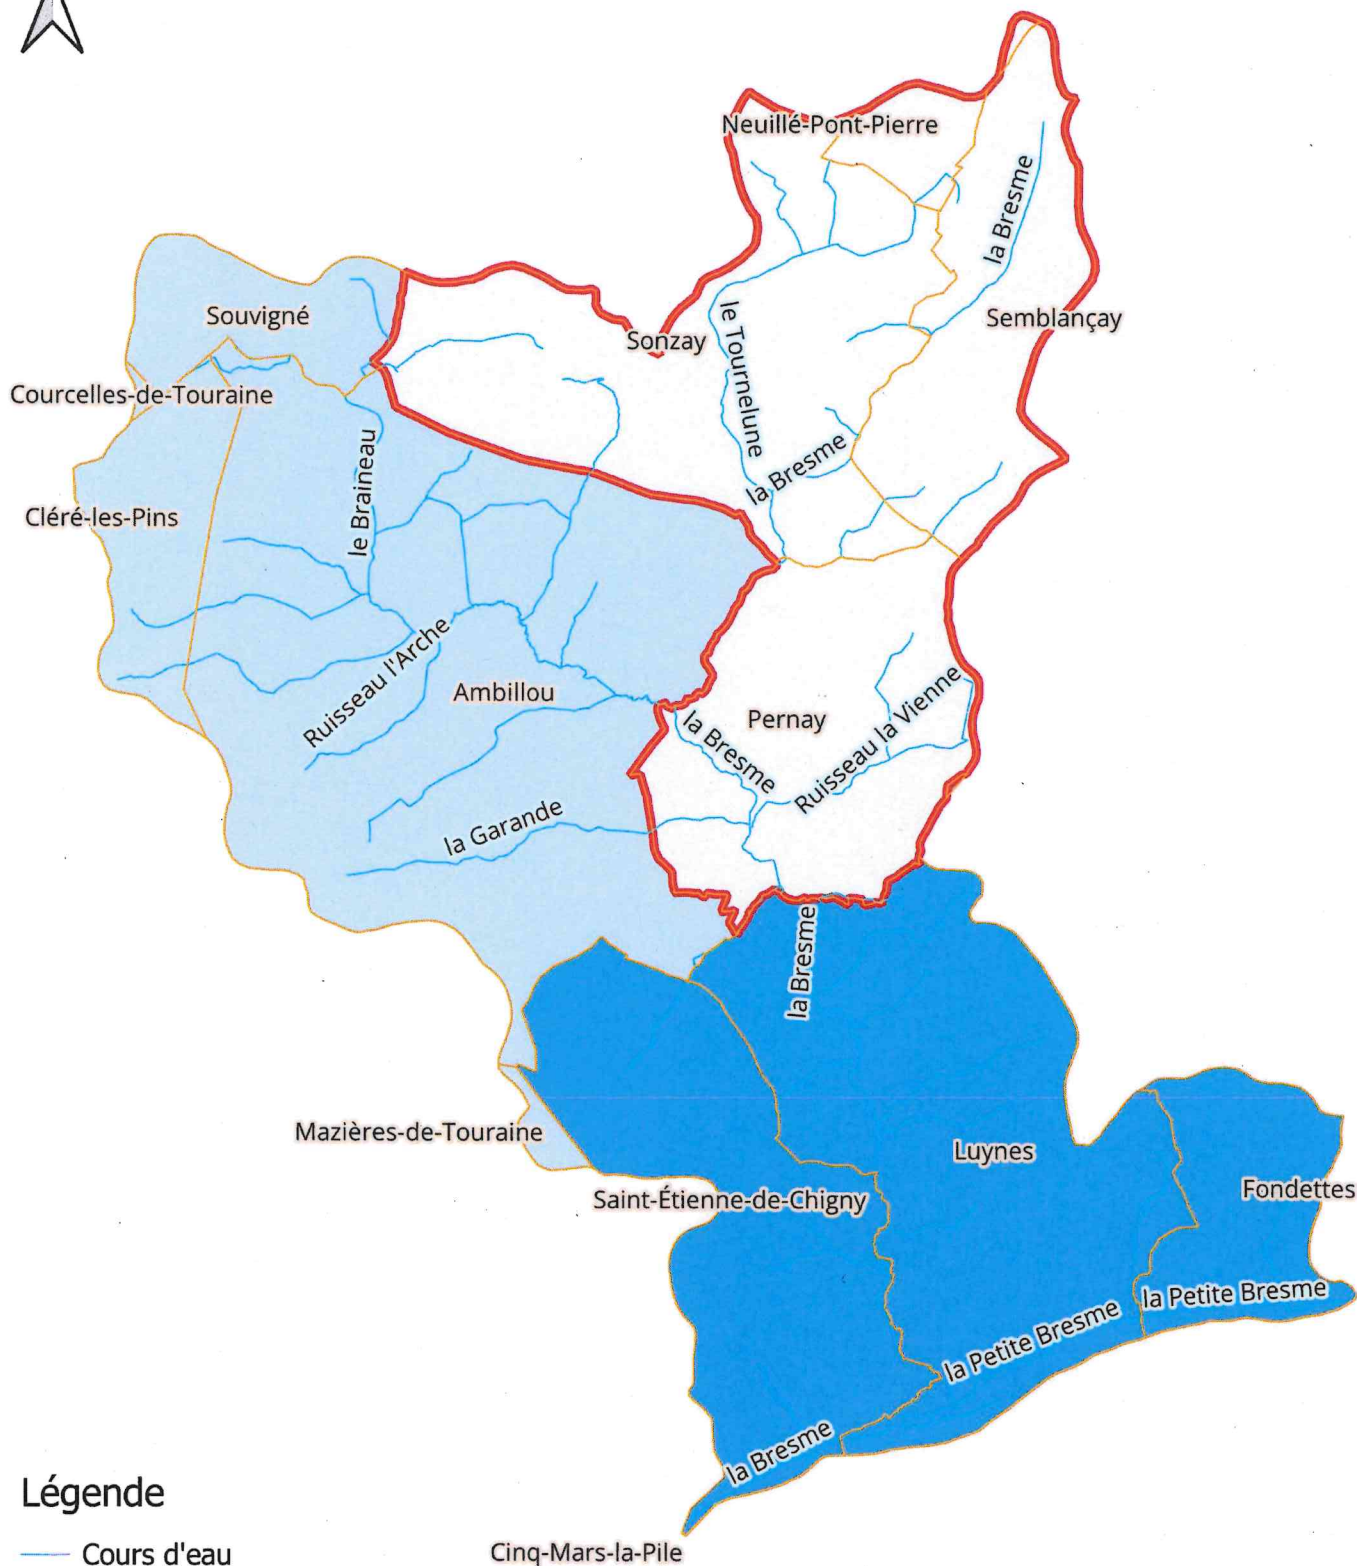 Neuillé-Pont-Pierre
la Bresme
Souvigné
Semblançay
le Tournelune
Sonzay
Courcelles-de-Touraine
le Braineau
la Bresme
Cléré-les-Pins
Ruisseau l'Arche
Ambillou
la Bresme
Pernay
Ruisseau la Vienne
la Garande
la Bresme
Mazières-de-Touraine
Luynes
Saint-Étienne-de-Chigny
Fondettes
la Petite Bresme
la Petite Bresme
la Bresme
Légende
Cours d'eau
Cinq-Mars-la-Pile